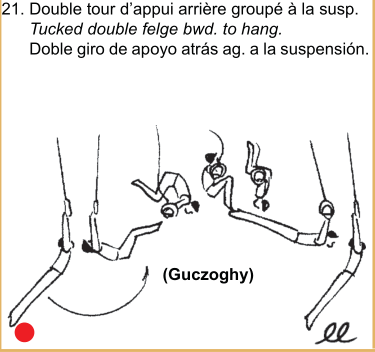 21. Double tour d’appui arrière groupé à la susp.
Tucked double felge bwd. to hang.
Doble giro de apoyo atrás ag. a la suspensión.
(Guczoghy)